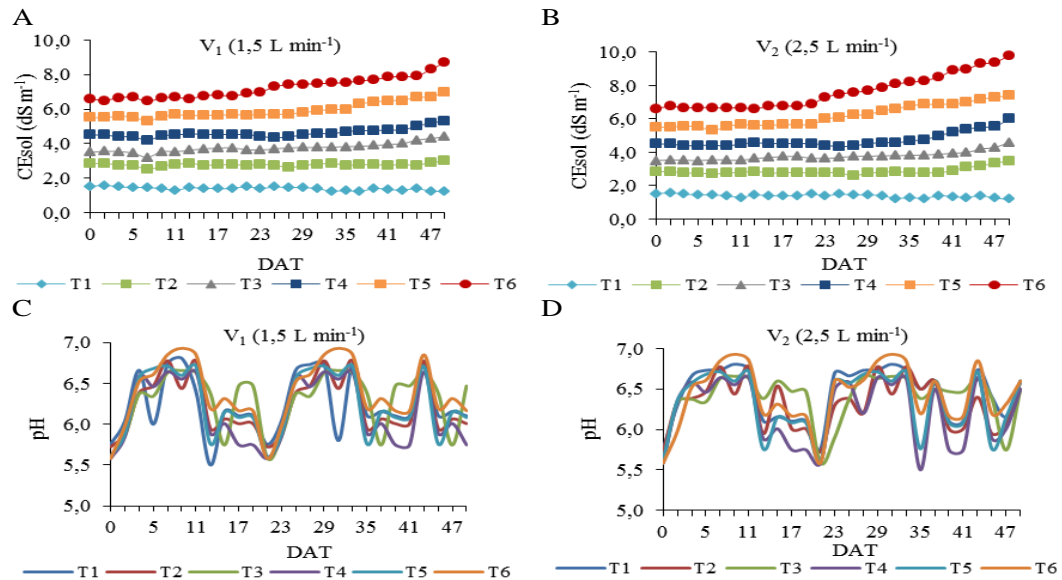 A
V₁ (1,5 L min⁻¹)
CEsol (dS m⁻¹)
10,0
8,0
6,0
4,0
2,0
0,0
0 5 11 17 23 29 35 41 47
DAT
T1 T2 T3 T4 T5 T6
B
V₂ (2,5 L min⁻¹)
CEsol (dS m⁻¹)
10,0
8,0
6,0
4,0
2,0
0,0
0 5 11 17 23 29 35 41 47
DAT
T1 T2 T3 T4 T5 T6
C
V₁ (1,5 L min⁻¹)
pH
7,0
6,5
6,0
5,5
5,0
0 5 11 17 23 29 35 41 47
DAT
T1 T2 T3 T4 T5 T6
D
V₂ (2,5 L min⁻¹)
pH
7,0
6,5
6,0
5,5
5,0
0 5 11 17 23 29 35 41 47
DAT
T1 T2 T3 T4 T5 T6